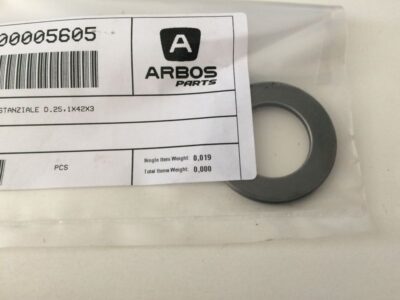 00005605
A
ARBOS
PARTS
STANZIALE D.25,1X42X3
Single Item Weight: 0,019
PCS
Total Items Weight: 0,000